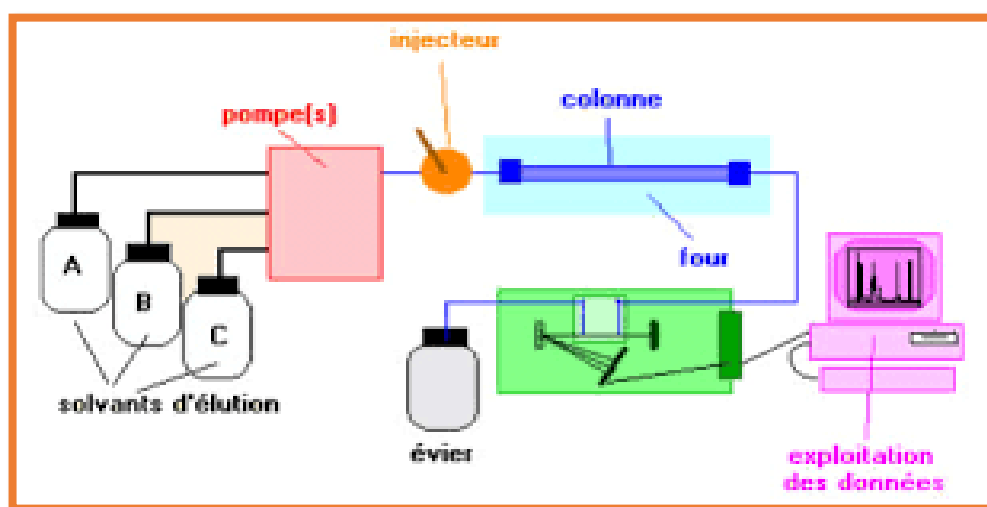 injecteur
colonne
pompe(s)
A
B
C
four
solvants d'élution
évier
exploitation
des données